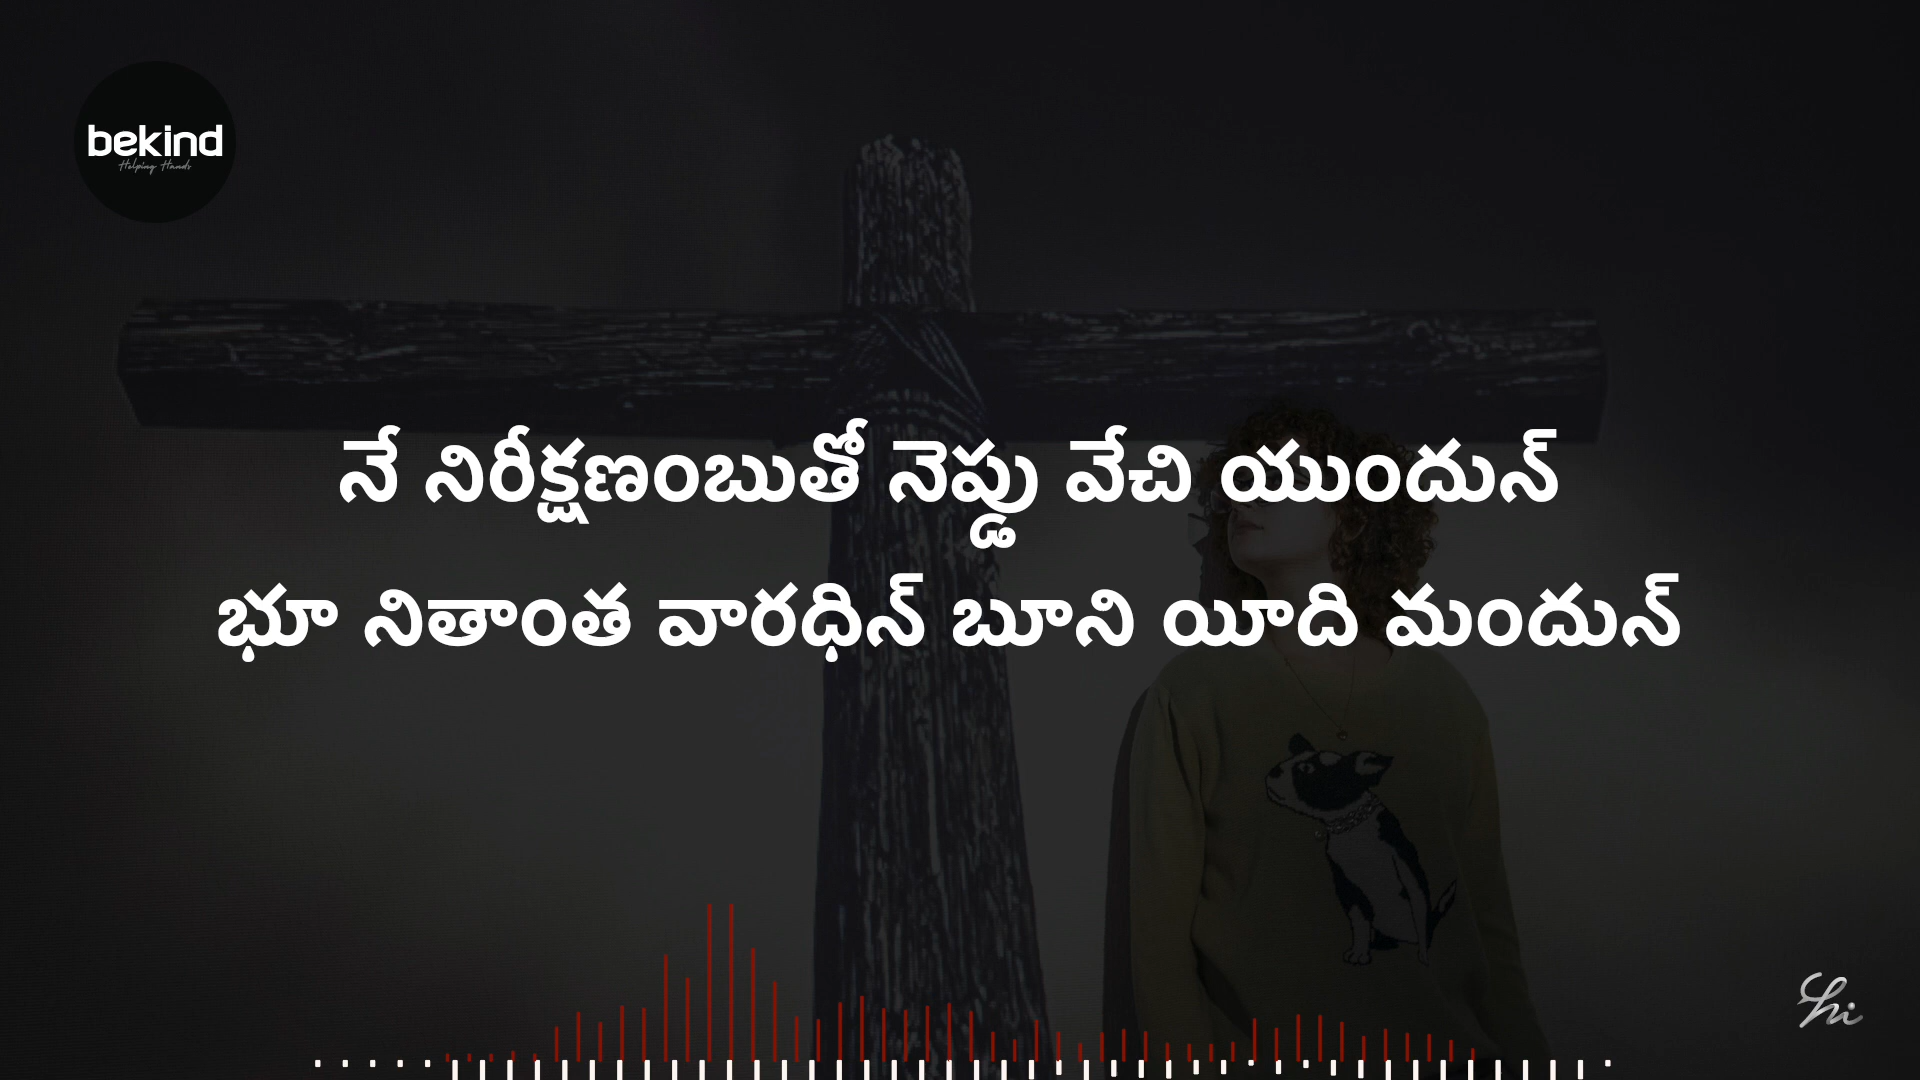 bekind
Helping Hands
నే నిరీక్షణంబుతో నెప్డు వేచి యుందున్
భూ నితాంత వారధిన్ బూని యీది మందున్